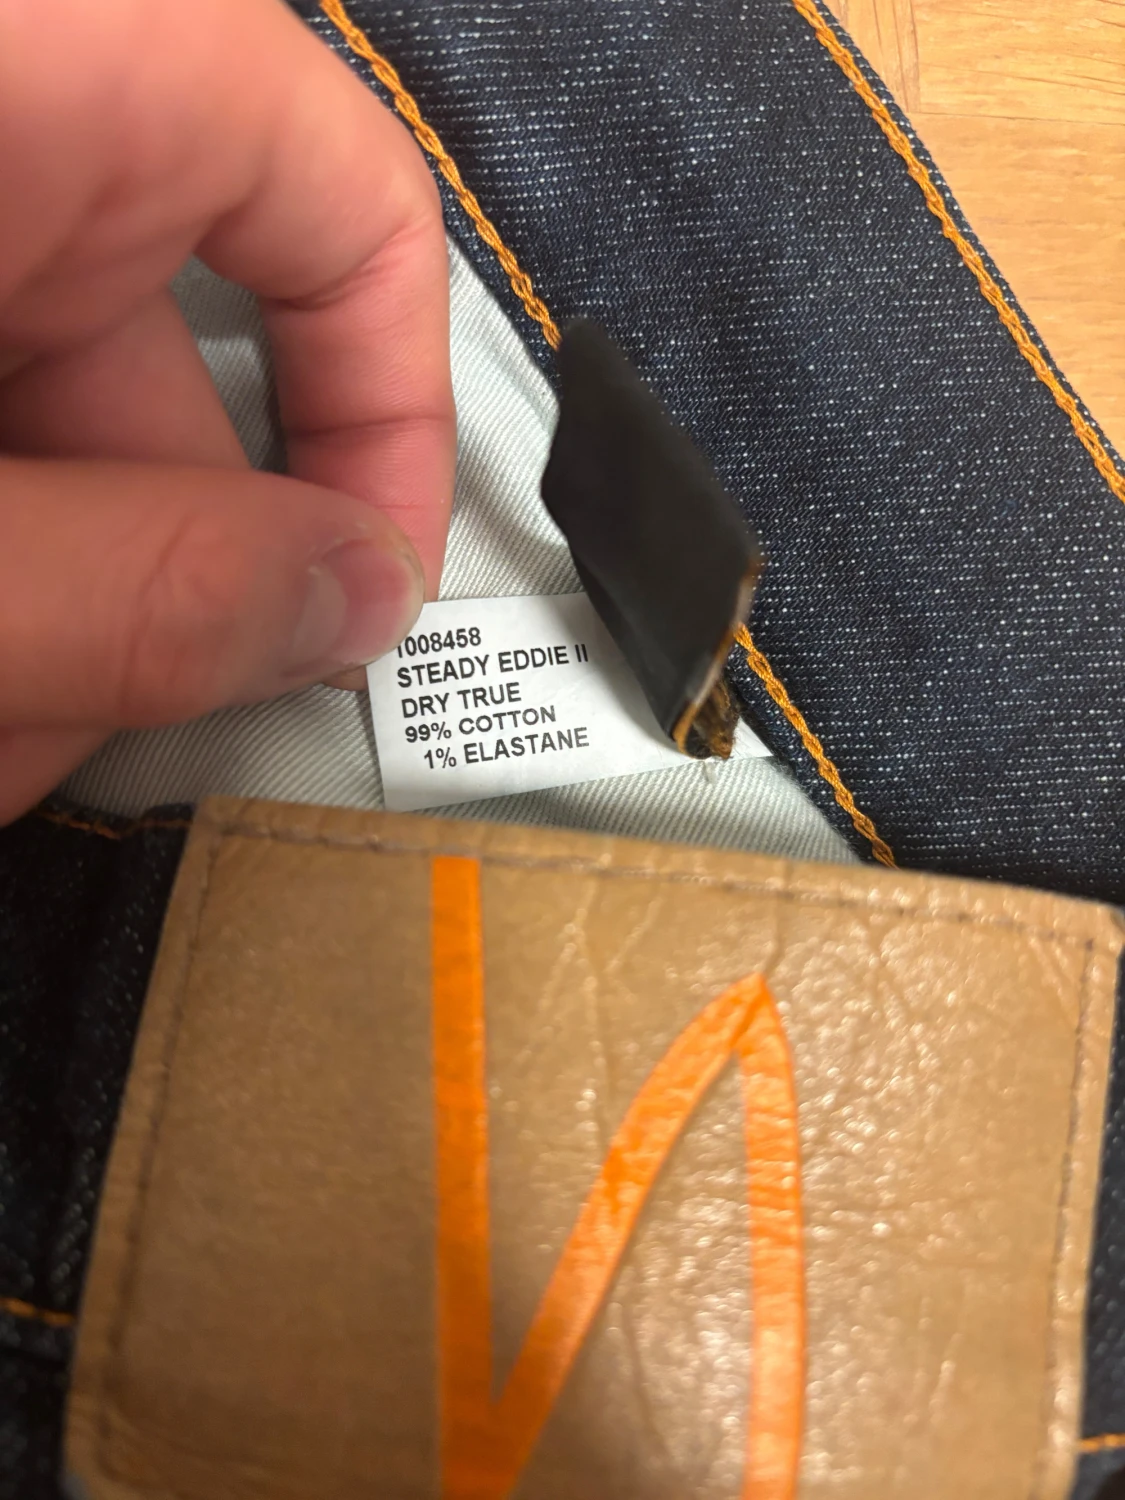 1008458
STEADY EDDIE II
DRY TRUE
99% COTTON
1% ELASTANE